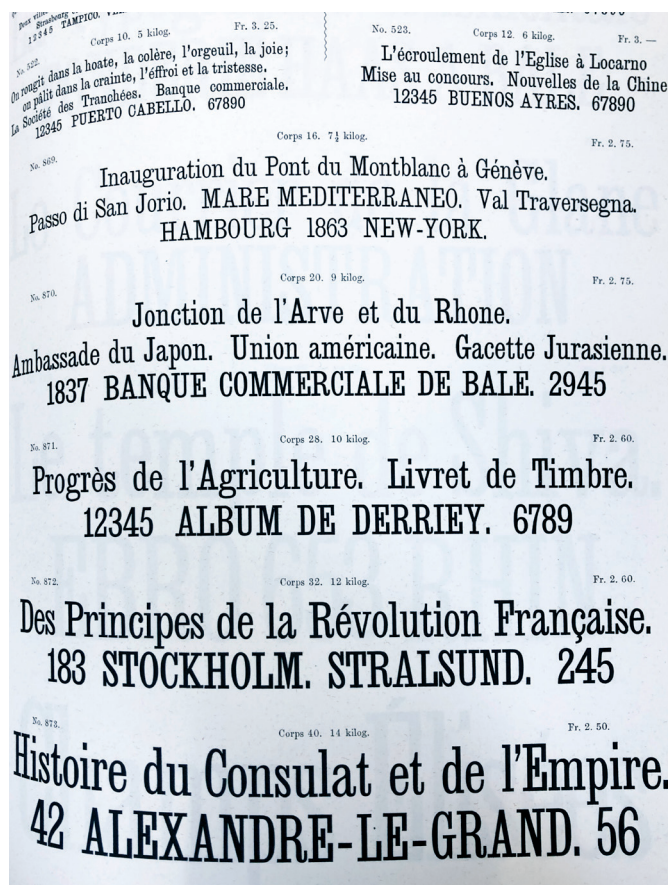 Strasbourg
12345 TAMPICO.
Corps 10. 5 kilog. Fr. 3. 25.
No. 522.
On rougit dans la hoate, la colère, l'orgeuil, la joie;
on pâlit dans la crainte, l'éffroi et la tristesse.
La Société des Tranchées. Banque commerciale.
12345 PUERTO CABELLO. 67890
No. 523. Corps 12. 6 kilog. Fr. 3. —
L'écroulement de l'Eglise à Locarno
Mise au concours. Nouvelles de la Chine
12345 BUENOS AYRES. 67890
Corps 16. 7½ kilog. Fr. 2. 75.
No. 869.
Inauguration du Pont du Montblanc à Génève.
Passo di San Jorio. MARE MEDITERRANEO. Val Traversegna.
HAMBOURG 1863 NEW-YORK.
No. 870. Corps 20. 9 kilog. Fr. 2. 75.
Jonction de l'Arve et du Rhone.
Ambassade du Japon. Union américaine. Gacette Jurasienne.
1837 BANQUE COMMERCIALE DE BALE. 2945
No. 871. Corps 28. 10 kilog. Fr. 2. 60.
Progrès de l'Agriculture. Livret de Timbre.
12345 ALBUM DE DERRIEY. 6789
No. 872. Corps 32. 12 kilog. Fr. 2. 60.
Des Principes de la Révolution Française.
183 STOCKHOLM. STRALSUND. 245
No. 873. Corps 40. 14 kilog. Fr. 2. 50.
Histoire du Consulat et de l'Empire.
42 ALEXANDRE-LE-GRAND. 56